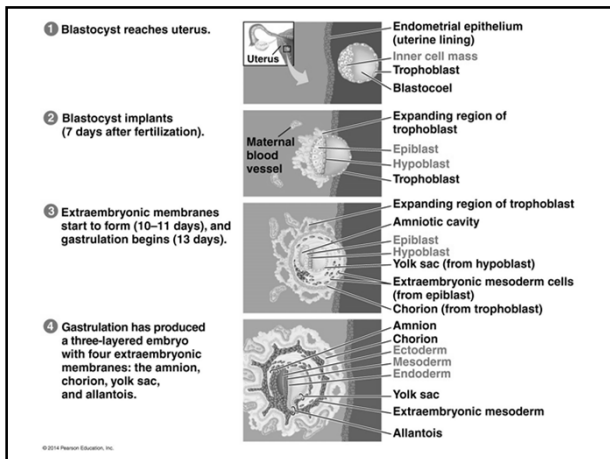 1 Blastocyst reaches uterus.
Uterus
Endometrial epithelium
(uterine lining)
Inner cell mass
Trophoblast
Blastocoel
2 Blastocyst implants
(7 days after fertilization).
Maternal
blood
vessel
Expanding region of
trophoblast
Epiblast
Hypoblast
Trophoblast
3 Extraembryonic membranes
start to form (10–11 days), and
gastrulation begins (13 days).
Expanding region of trophoblast
Amniotic cavity
Epiblast
Hypoblast
Yolk sac (from hypoblast)
Extraembryonic mesoderm cells
(from epiblast)
Chorion (from trophoblast)
4 Gastrulation has produced
a three-layered embryo
with four extraembryonic
membranes: the amnion,
chorion, yolk sac,
and allantois.
Amnion
Chorion
Ectoderm
Mesoderm
Endoderm
Yolk sac
Extraembryonic mesoderm
Allantois
© 2014 Pearson Education, Inc.